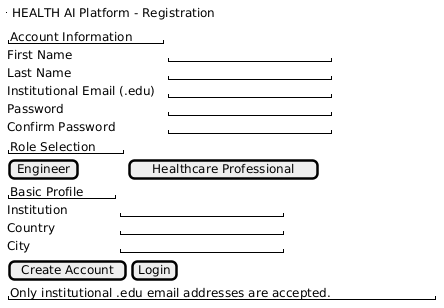 HEALTH AI Platform - Registration
Account Information
First Name
Last Name
Institutional Email (.edu)
Password
Confirm Password
Role Selection
Engineer Healthcare Professional
Basic Profile
Institution
Country
City
Create Account Login
Only institutional .edu email addresses are accepted.